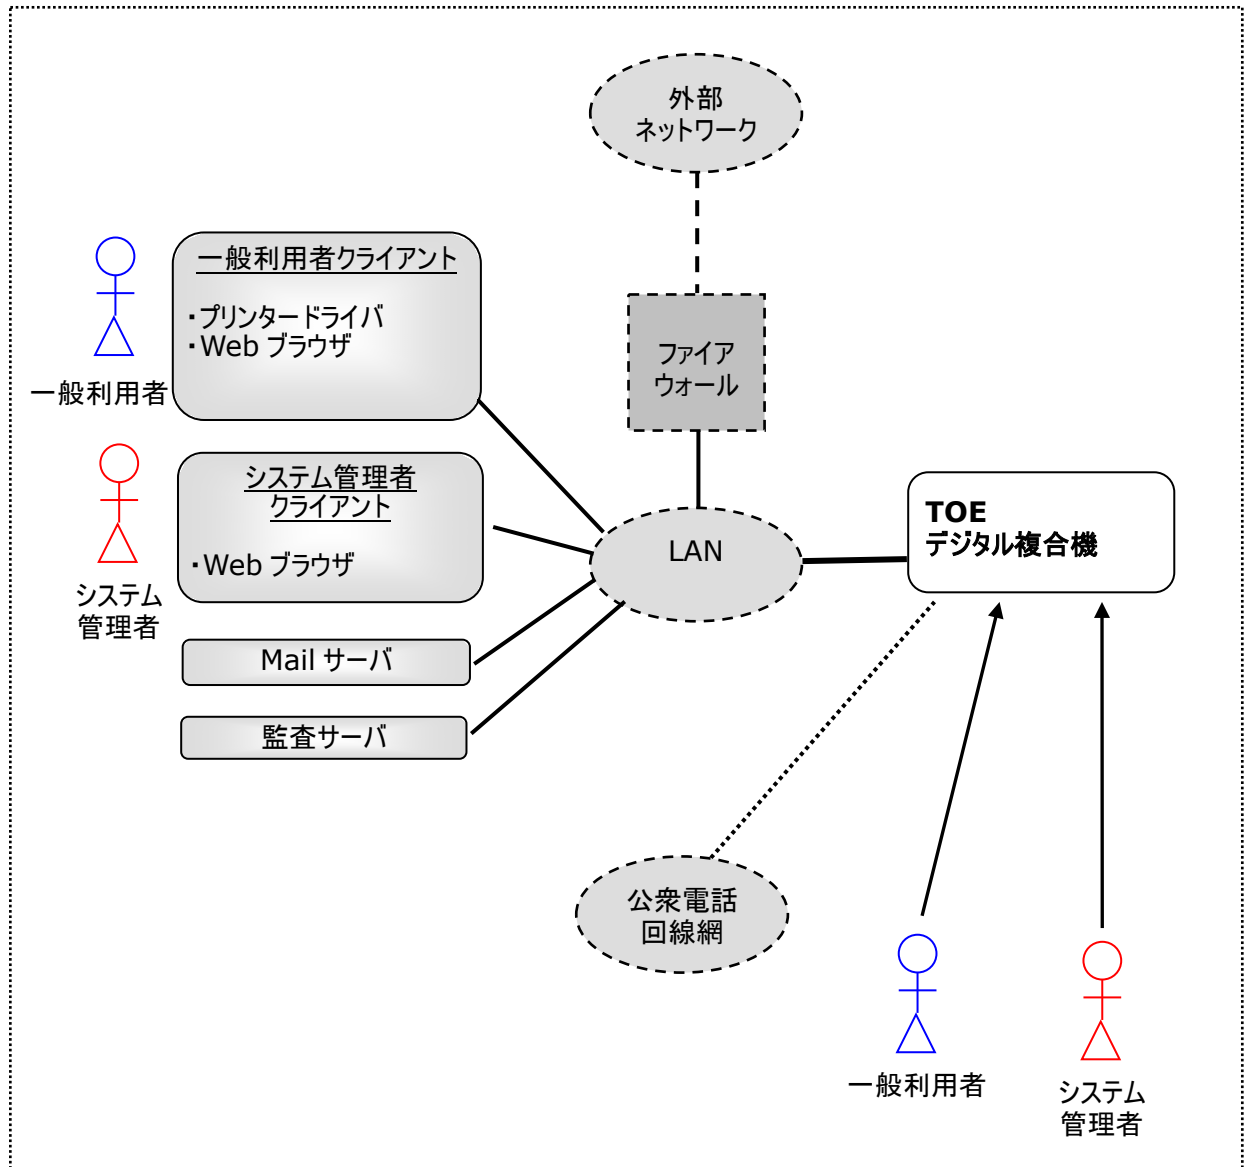 外部
ネットワーク
一般利用者クライアント
・プリンタードライバ
・Web ブラウザ
一般利用者
ファイア
ウォール
システム管理者
クライアント
・Web ブラウザ
システム
管理者
LAN
TOE
デジタル複合機
Mail サーバ
監査サーバ
公衆電話
回線網
一般利用者
システム
管理者